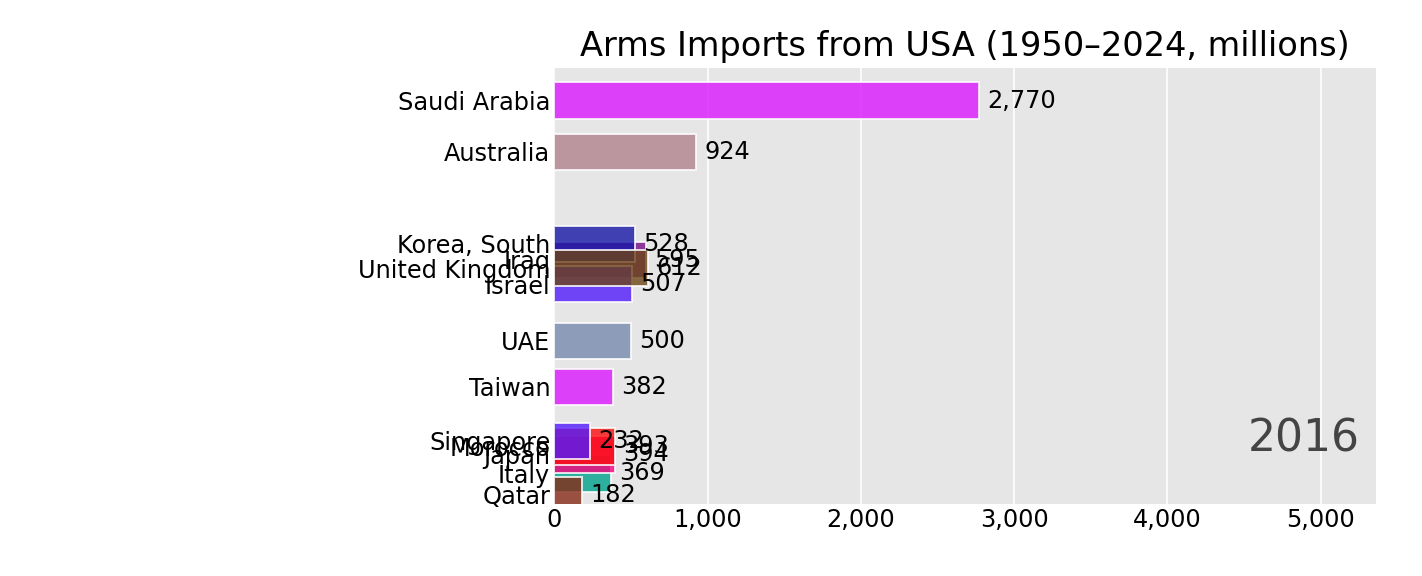 Arms Imports from USA (1950–2024, millions)
Saudi Arabia 2,770
Australia 924
Korea, South 528
Iraq 595
United Kingdom 612
Israel 507
UAE 500
Taiwan 382
Singapore 232
Morocco 393
Japan 394
Italy 369
Qatar 182
2016
0 1,000 2,000 3,000 4,000 5,000